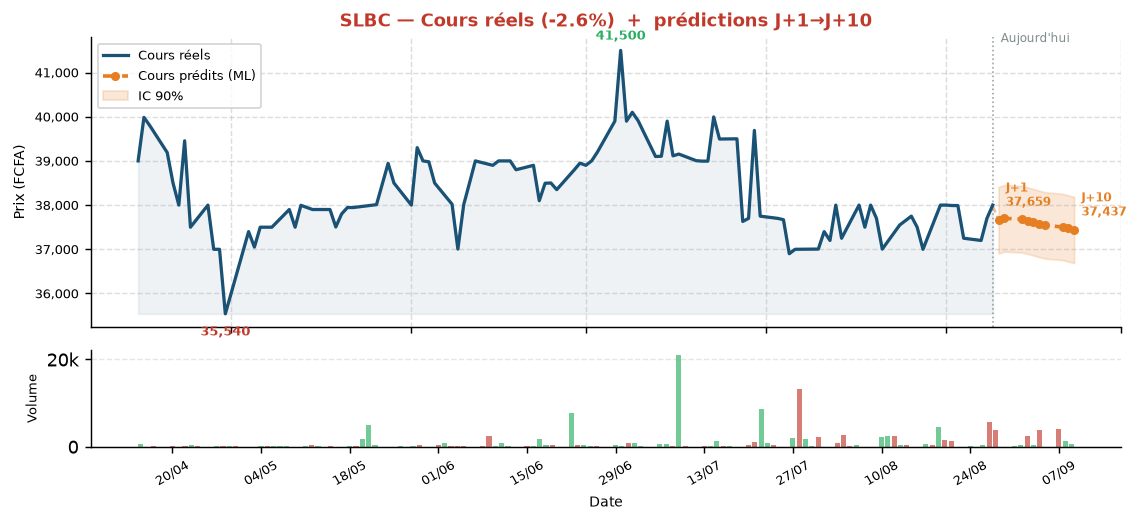 SLBC — Cours réels (-2.6%)  +  prédictions J+1→J+10
41,500
Aujourd'hui
Cours réels
Cours prédits (ML)
IC 90%
Prix (FCFA)
41,000
40,000
39,000
38,000
37,000
36,000
J+1
37,659
J+10
37,437
35,540
Volume
20k
0
20/04
04/05
18/05
01/06
15/06
29/06
13/07
27/07
10/08
24/08
07/09
Date